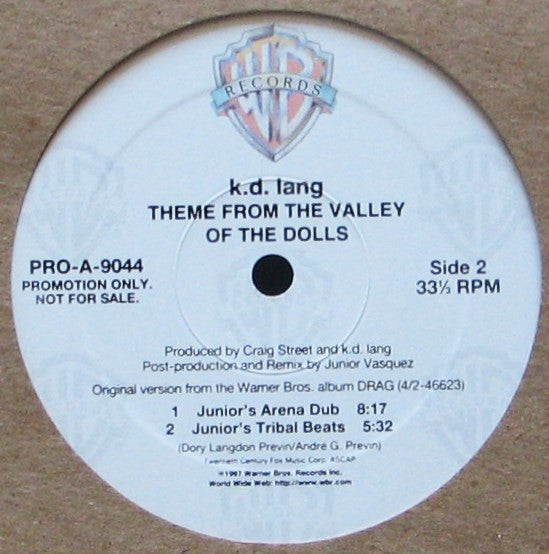 WB
RECORDS
k.d. lang
THEME FROM THE VALLEY
OF THE DOLLS
PRO-A-9044
PROMOTION ONLY.
NOT FOR SALE.
Side 2
33⅓ RPM
Produced by Craig Street and k.d. lang
Post-production and Remix by Junior Vasquez
Original version from the Warner Bros. album DRAG (4/2-46623)
1 Junior's Arena Dub 8:17
2 Junior's Tribal Beats 5:32
(Dory Langdon Previn/André G. Previn)
Twentieth Century Fox Music Corp. ASCAP
℗1997 Warner Bros. Records Inc.
World Wide Web: http://www.wbr.com